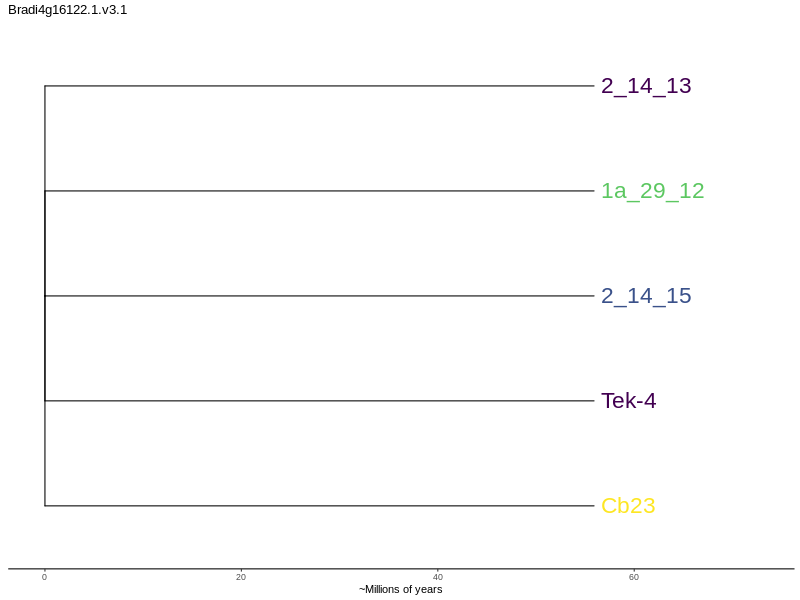 Bradi4g16122.1.v3.1
2_14_13
1a_29_12
2_14_15
Tek-4
Cb23
0 20 40 60
~Millions of years